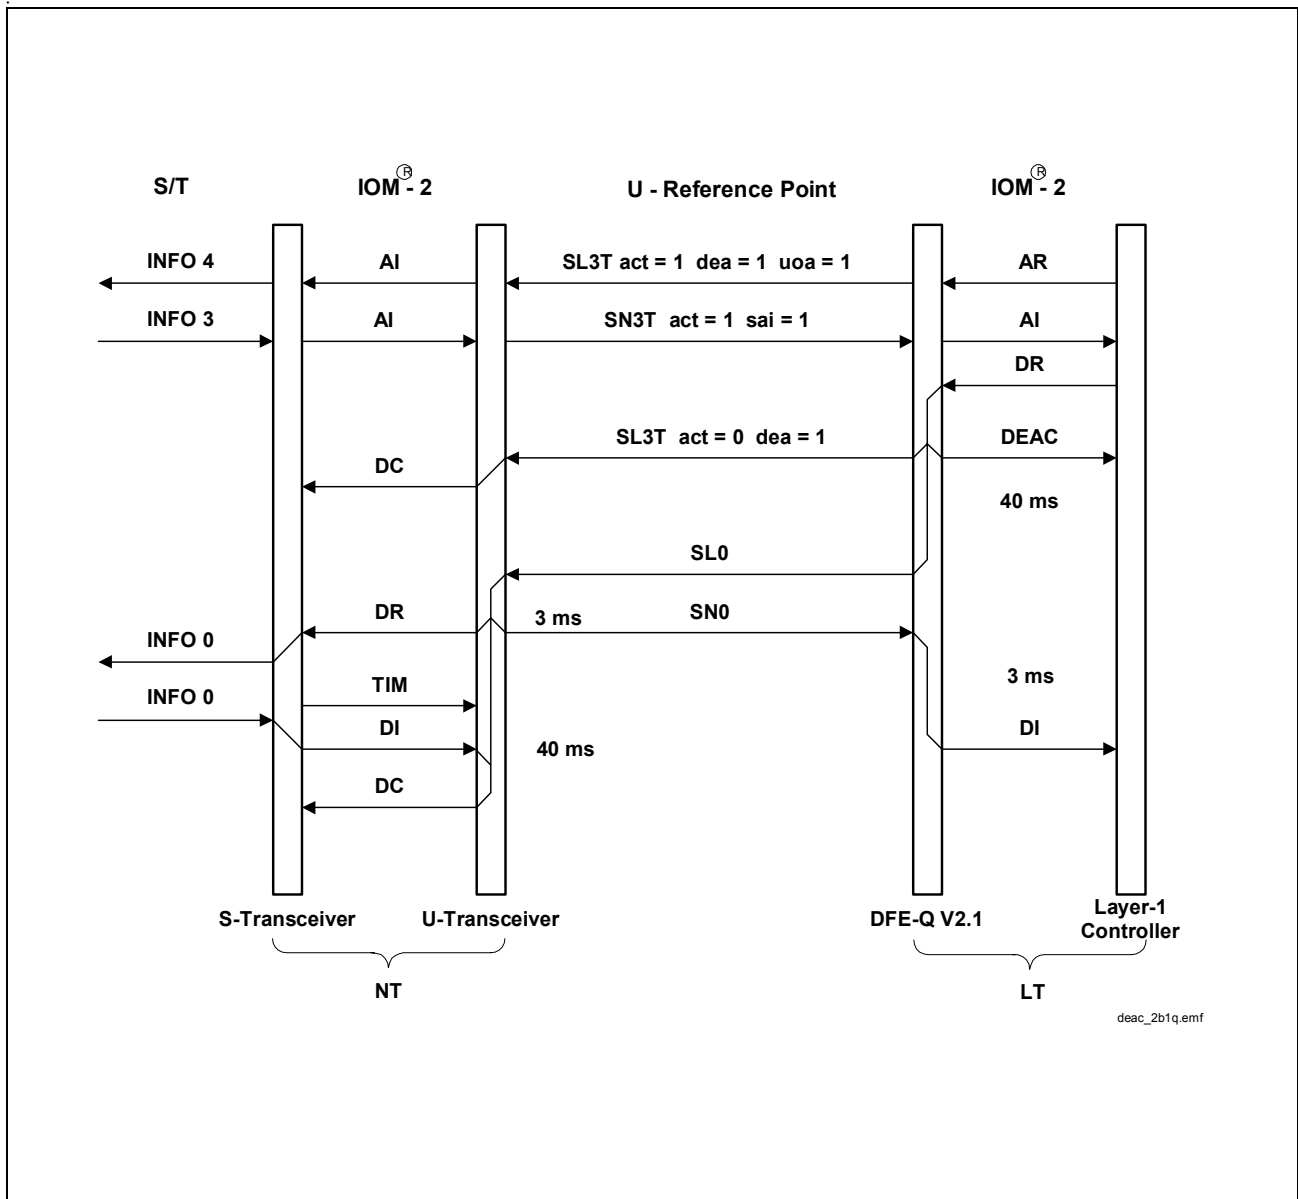 S/T
IOM® - 2
U - Reference Point
IOM® - 2
INFO 4
AI
SL3T act = 1 dea = 1 uoa = 1
AR
INFO 3
AI
SN3T act = 1 sai = 1
AI
DR
SL3T act = 0 dea = 1
DEAC
DC
40 ms
SL0
DR
3 ms
SN0
INFO 0
3 ms
TIM
INFO 0
DI
40 ms
DI
DC
S-Transceiver
U-Transceiver
DFE-Q V2.1
Layer-1
Controller
NT
LT
deac_2b1q.emf